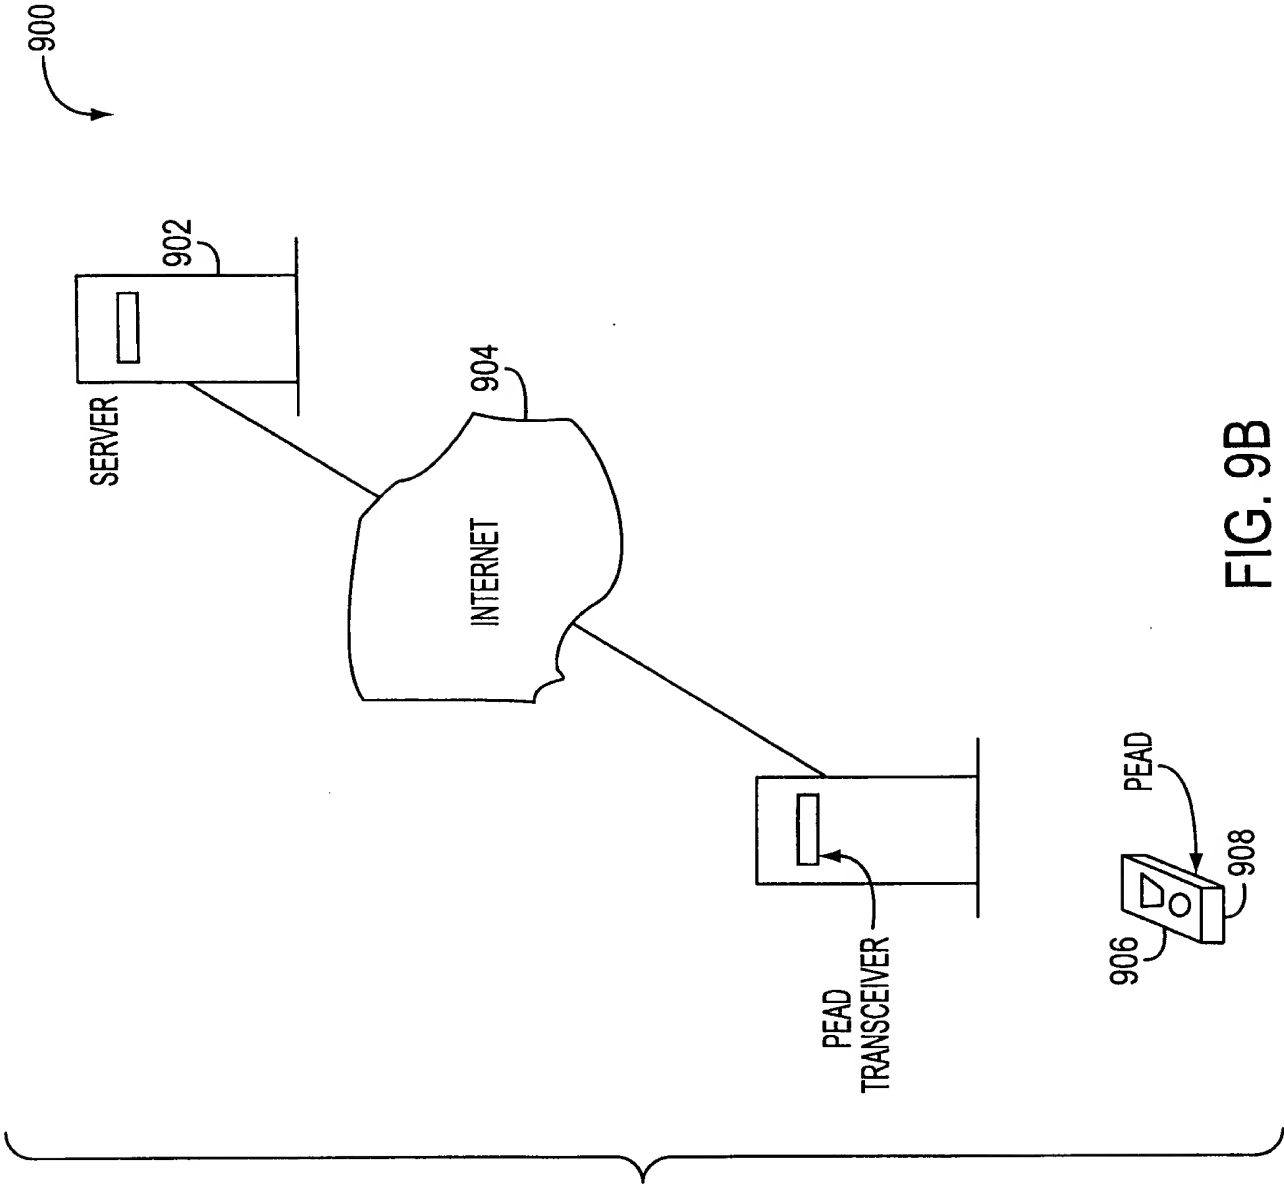 900
902
SERVER
904
INTERNET
PEAD
TRANSCEIVER
PEAD
906
908
FIG. 9B